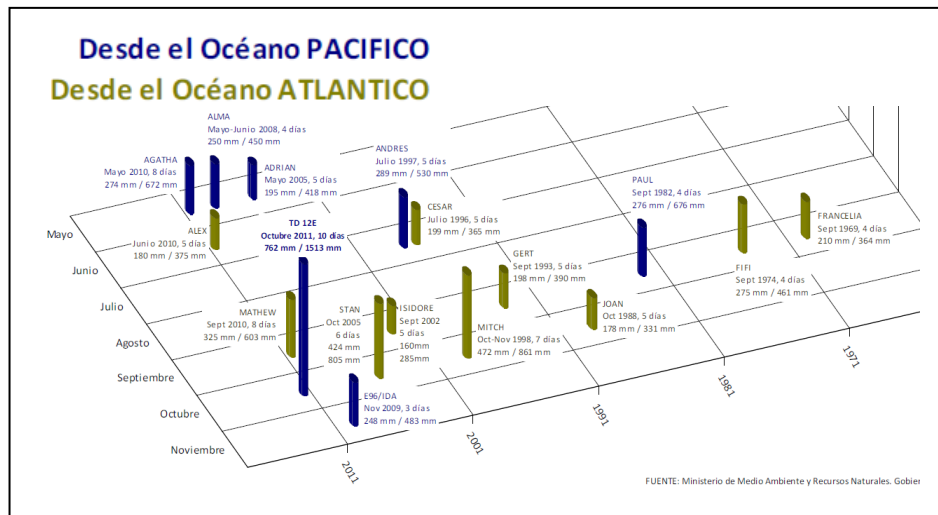 Desde el Océano PACIFICO
Desde el Océano ATLANTICO
ALMA
Mayo-Junio 2008, 4 días
250 mm / 450 mm
AGATHA
Mayo 2010, 8 días
274 mm / 672 mm
ADRIAN
Mayo 2005, 5 días
195 mm / 418 mm
ANDRES
Julio 1997, 5 días
289 mm / 530 mm
PAUL
Sept 1982, 4 días
276 mm / 676 mm
CESAR
Julio 1996, 5 días
199 mm / 365 mm
FRANCELIA
Sept 1969, 4 días
210 mm / 364 mm
ALEX
Junio 2010, 5 días
180 mm / 375 mm
TD 12E
Octubre 2011, 10 días
762 mm / 1513 mm
GERT
Sept 1993, 5 días
198 mm / 390 mm
FIFI
Sept 1974, 4 días
275 mm / 461 mm
MATHEW
Sept 2010, 8 días
325 mm / 603 mm
STAN
Oct 2005
6 días
424 mm
805 mm
ISIDORE
Sept 2002
5 días
160mm
285mm
MITCH
Oct-Nov 1998, 7 días
472 mm / 861 mm
JOAN
Oct 1988, 5 días
178 mm / 331 mm
E96/IDA
Nov 2009, 3 días
248 mm / 483 mm
Mayo
Junio
Julio
Agosto
Septiembre
Octubre
Noviembre
2011
2001
1991
1981
1971
FUENTE: Ministerio de Medio Ambiente y Recursos Naturales. Gobier